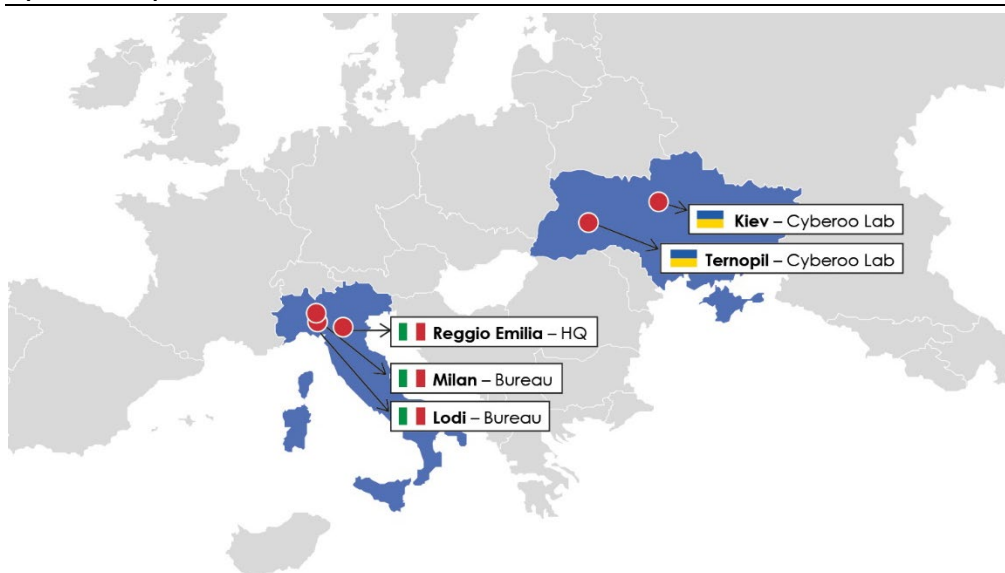 Kiev – Cyberoo Lab
Ternopil – Cyberoo Lab
Reggio Emilia – HQ
Milan – Bureau
Lodi – Bureau